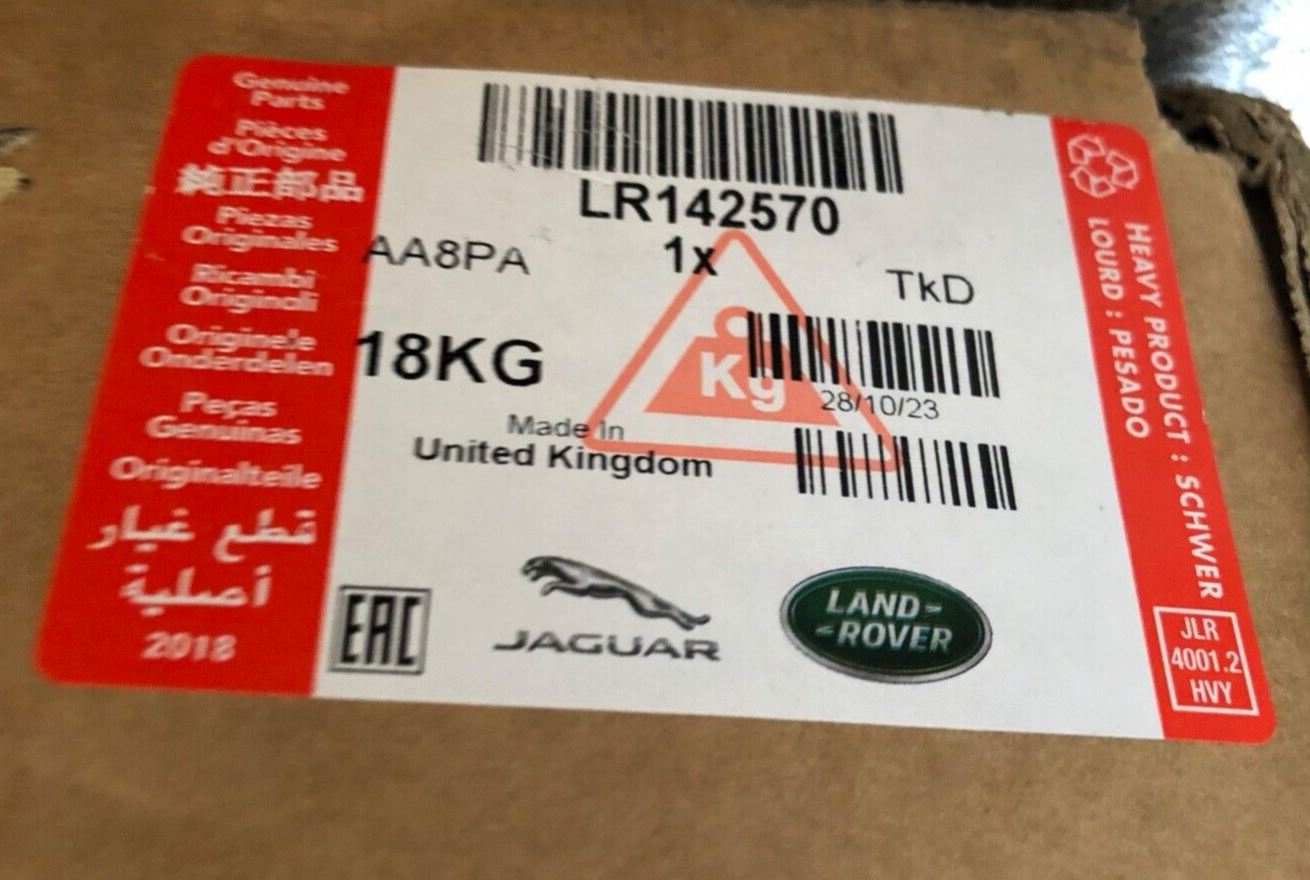 Genuine
Parts
Pièces
d'Origine
純正部品
Piezas
Originales
Ricambi
Originali
Originele
Onderdelen
Peças
Genuinas
Originalteile
قطع غيار
أصلية
2018
LR142570
1x
AA8PA
TkD
18KG
Kg
28/10/23
Made In
United Kingdom
EAC
JAGUAR
LAND-
-ROVER
HEAVY PRODUCT : SCHWER
LOURD : PESADO
JLR
4001.2
HVY